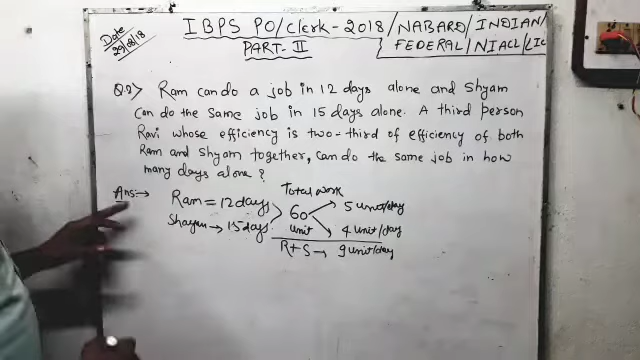 Date
29/08/18
IBPS PO/Clerk-2018/NABARD/INDIAN/
PART-II FEDERAL/NIACL/LIC
Q.2> Ram can do a job in 12 days alone and Shyam
Can do the same job in 15 days alone. A third person
Ravi whose efficiency is two-third of efficiency of both
Ram and Shyam together, can do the same job in how
many days alone?
Ans:→ Total work
Ram = 12 days 60 5 unit/day
Shyam → 15 days unit 4 unit/day
R+S → 9 unit/day